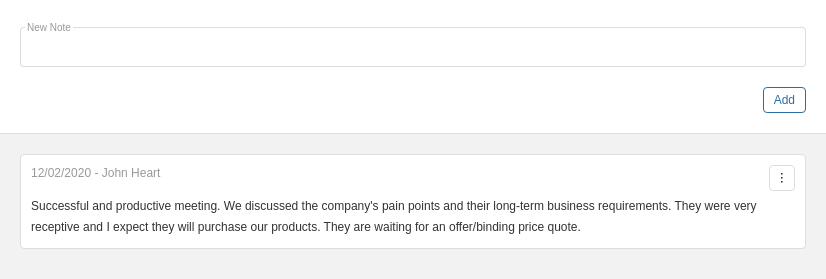 New Note
Add
12/02/2020 - John Heart
Successful and productive meeting. We discussed the company's pain points and their long-term business requirements. They were very
receptive and I expect they will purchase our products. They are waiting for an offer/binding price quote.